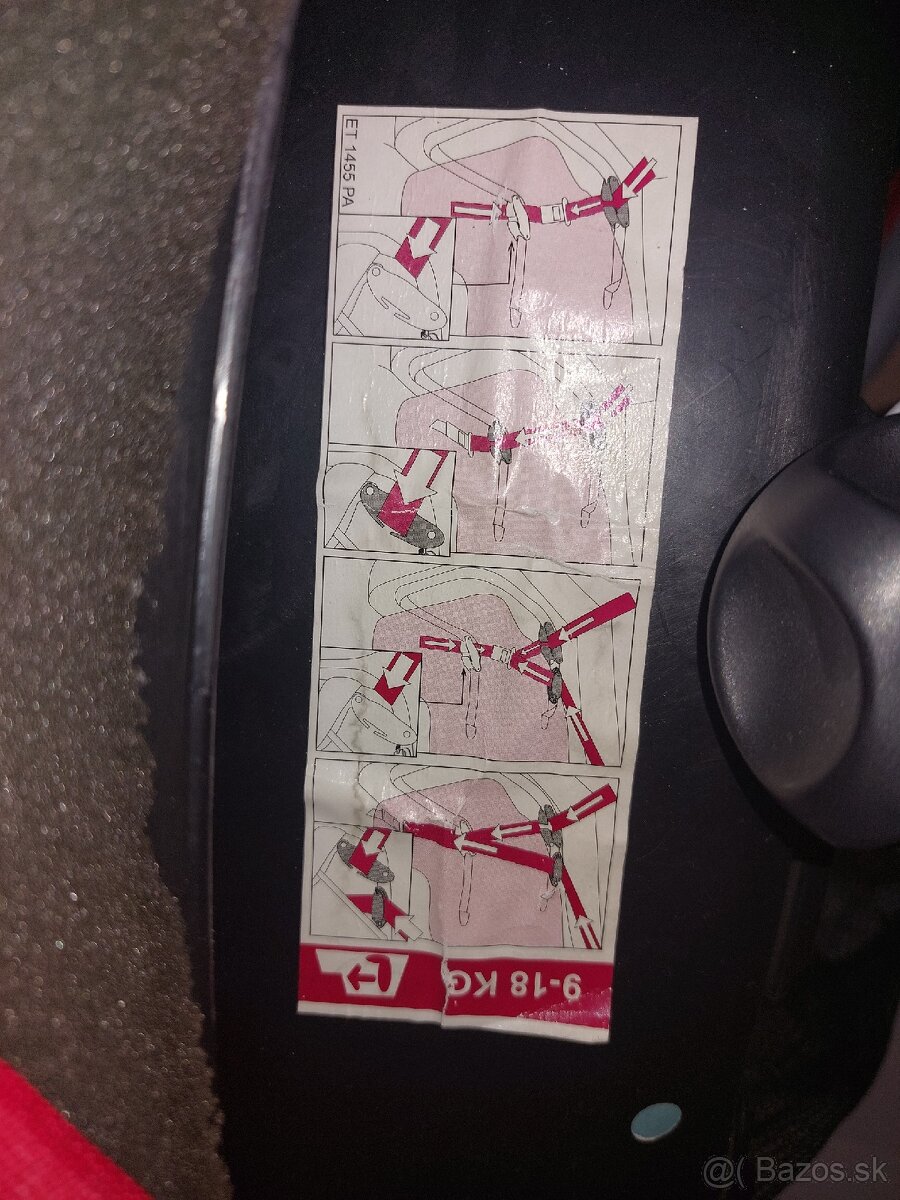 ET 1455 PA
9-18 KG
@( Bazos.sk